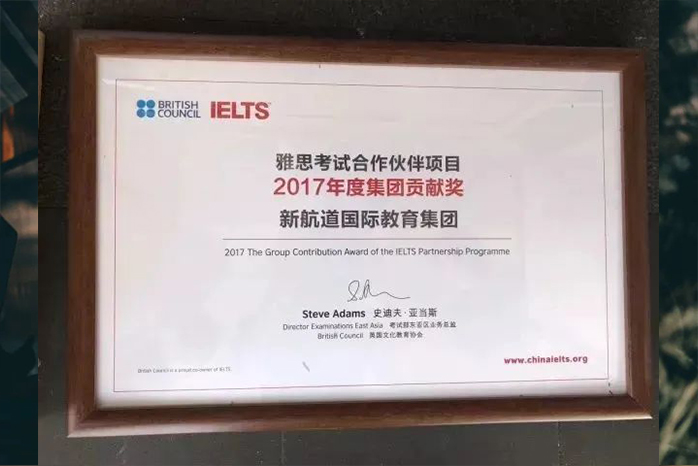 BRITISH
COUNCIL
IELTS™
雅思考试合作伙伴项目
2017年度集团贡献奖
新航道国际教育集团
2017 The Group Contribution Award of the IELTS Partnership Programme
Steve Adams 史迪夫·亚当斯
Director Examinations East Asia 考试部东亚区业务总监
British Council 英国文化教育协会
www.chinaielts.org
British Council is a proud co-owner of IELTS.